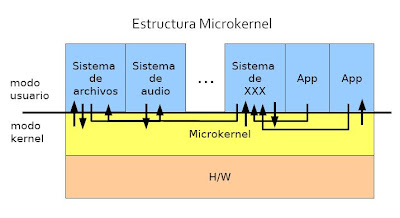 Estructura Microkernel
modo
usuario
Sistema
de
archivos
Sistema
de
audio
...
Sistema
de
XXX
App
App
modo
kernel
Microkernel
H/W